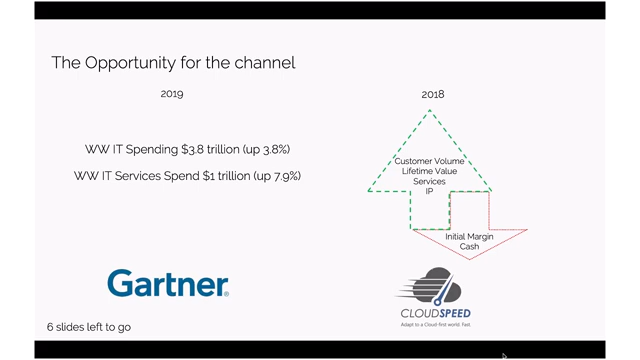 The Opportunity for the channel
2019
WW IT Spending $3.8 trillion (up 3.8%)
WW IT Services Spend $1 trillion (up 7.9%)
Gartner®
6 slides left to go
2018
Customer Volume
Lifetime Value
Services
IP
Initial Margin
Cash
CLOUDSPEED
Adapt to a Cloud-first world. Fast.